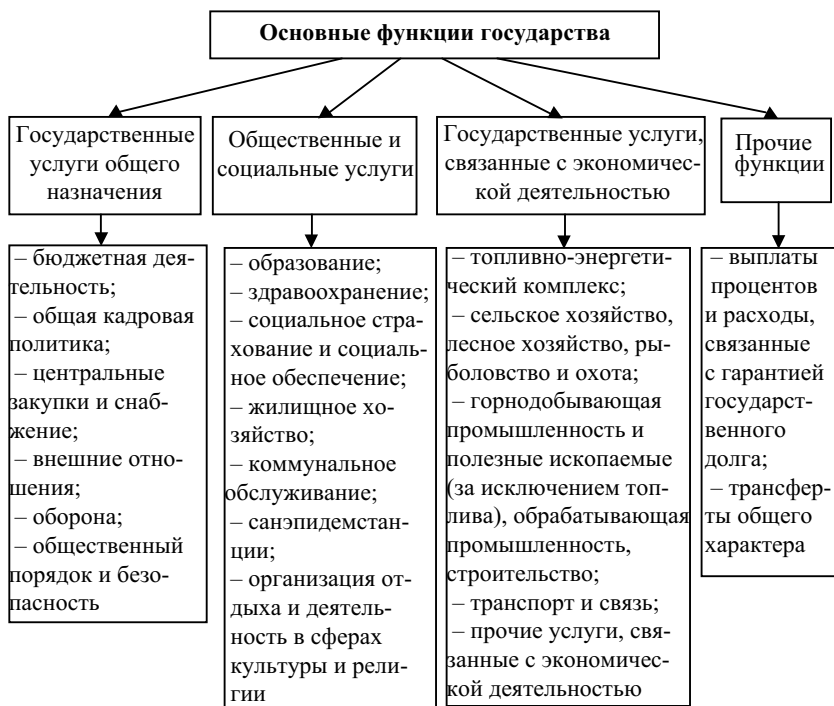 Основные функции государства
Государственные
услуги общего
назначения
Общественные и
социальные услуги
Государственные услуги,
связанные с экономичес-
кой деятельностью
Прочие
функции
– бюджетная дея-
тельность;
– общая кадровая
политика;
– центральные
закупки и снаб-
жение;
– внешние отно-
шения;
– оборона;
– общественный
порядок и безо-
пасность
– образование;
– здравоохранение;
– социальное стра-
хование и социаль-
ное обеспечение;
– жилищное хо-
зяйство;
– коммунальное
обслуживание;
– санэпидемстан-
ции;
– организация от-
дыха и деятель-
ность в сферах
культуры и рели-
гии
– топливно-энергети-
ческий комплекс;
– сельское хозяйство,
лесное хозяйство, ры-
боловство и охота;
– горнодобывающая
промышленность и
полезные ископаемые
(за исключением топ-
лива), обрабатывающая
промышленность,
строительство;
– транспорт и связь;
– прочие услуги, свя-
занные с экономичес-
кой деятельностью
– выплаты
процентов
и расходы,
связанные
с гарантией
государст-
венного
долга;
– трансфер-
ты общего
характера